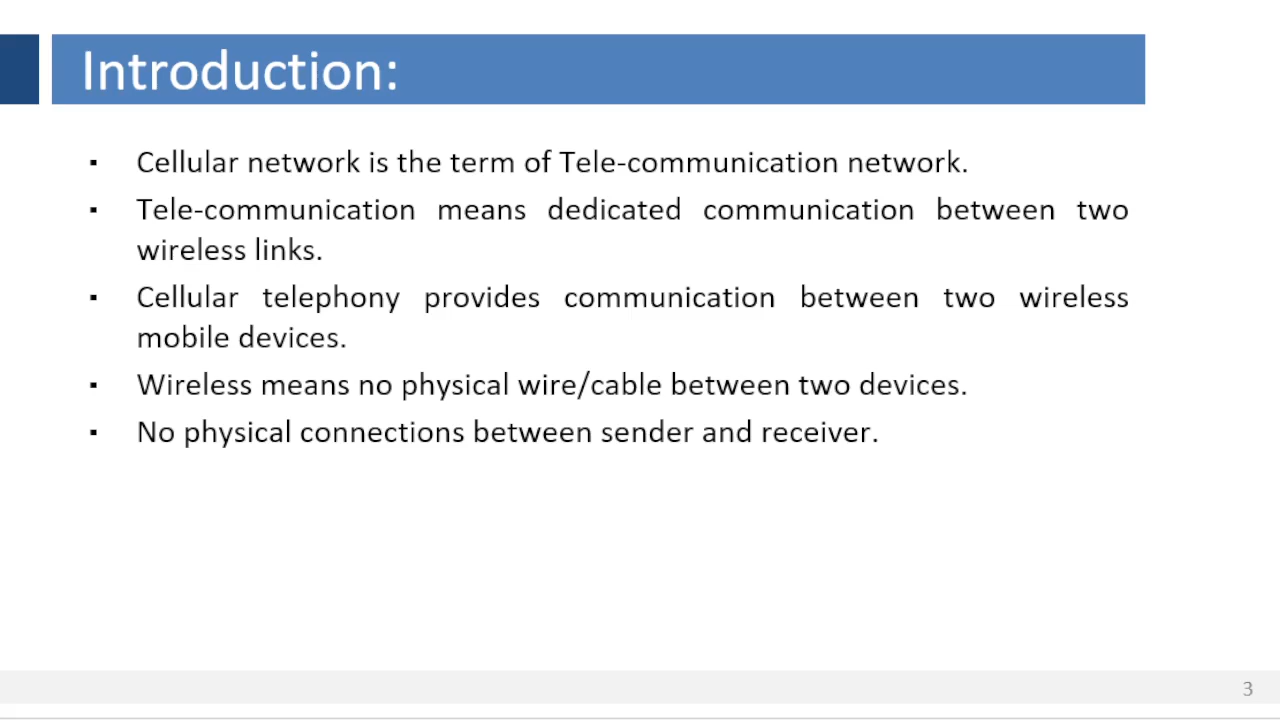 Introduction:
▪ Cellular network is the term of Tele-communication network.
▪ Tele-communication means dedicated communication between two
wireless links.
▪ Cellular telephony provides communication between two wireless
mobile devices.
▪ Wireless means no physical wire/cable between two devices.
▪ No physical connections between sender and receiver.
3